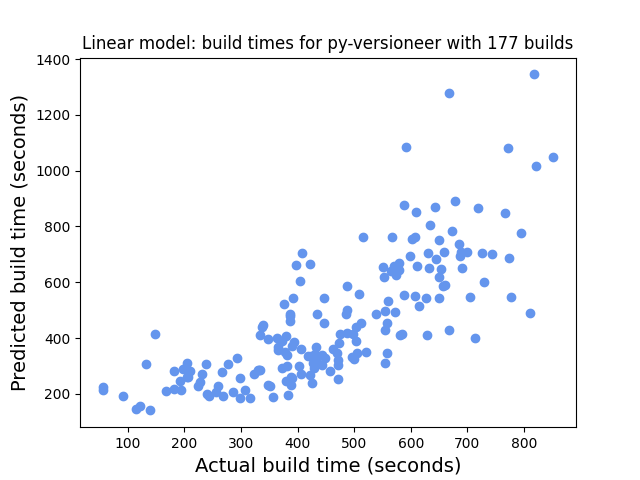 Linear model: build times for py-versioneer with 177 builds
1400
1200
1000
800
600
400
200
Predicted build time (seconds)
100 200 300 400 500 600 700 800
Actual build time (seconds)